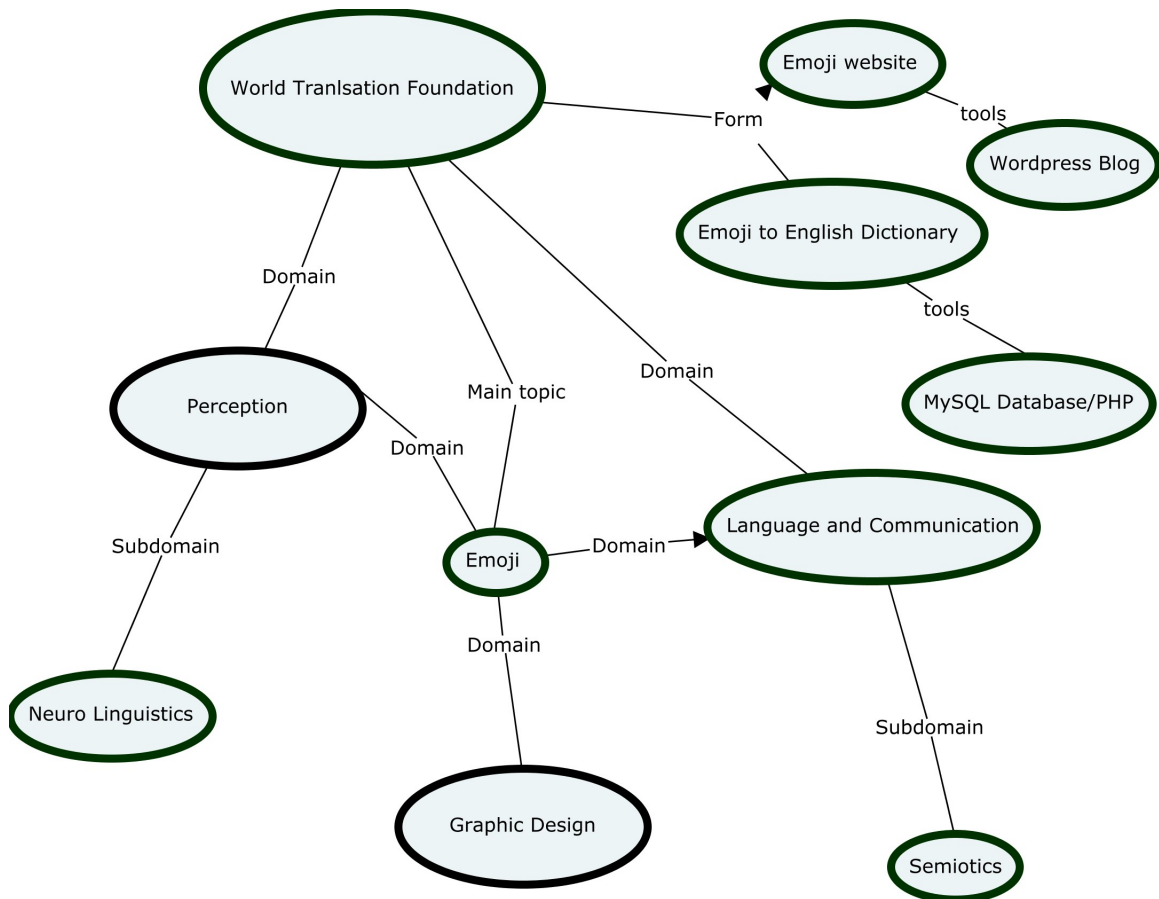 World Tranlsation Foundation
Emoji website
tools
Form
Wordpress Blog
Emoji to English Dictionary
Domain
tools
Domain
Main topic
MySQL Database/PHP
Perception
Domain
Language and Communication
Subdomain
Domain
Emoji
Domain
Neuro Linguistics
Subdomain
Graphic Design
Semiotics